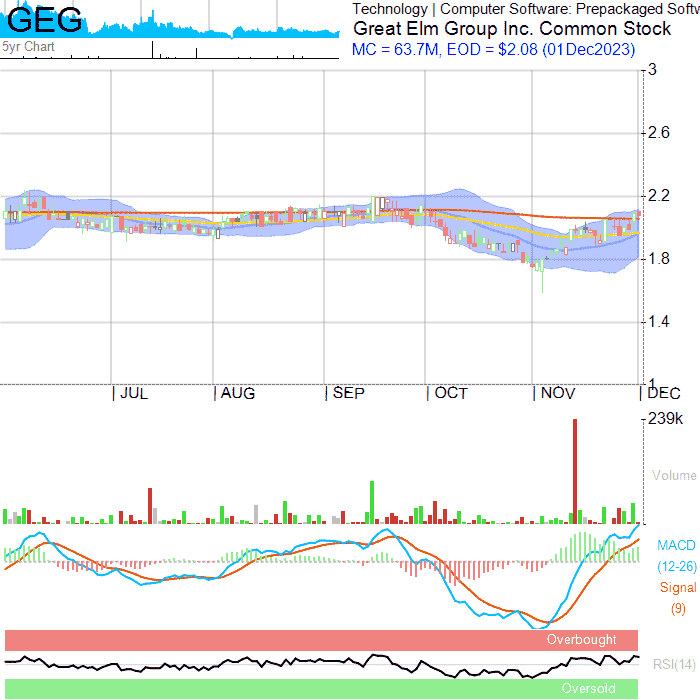 GEG
5yr Chart
Technology | Computer Software: Prepackaged Softw
Great Elm Group Inc. Common Stock
MC = 63.7M, EOD = $2.08 (01Dec2023)
3
2.6
2.2
1.8
1.4
1
| JUL | AUG | SEP | OCT | NOV | DEC
239k
Volume
MACD
(12-26)
Signal
(9)
Overbought
RSI(14)
Oversold